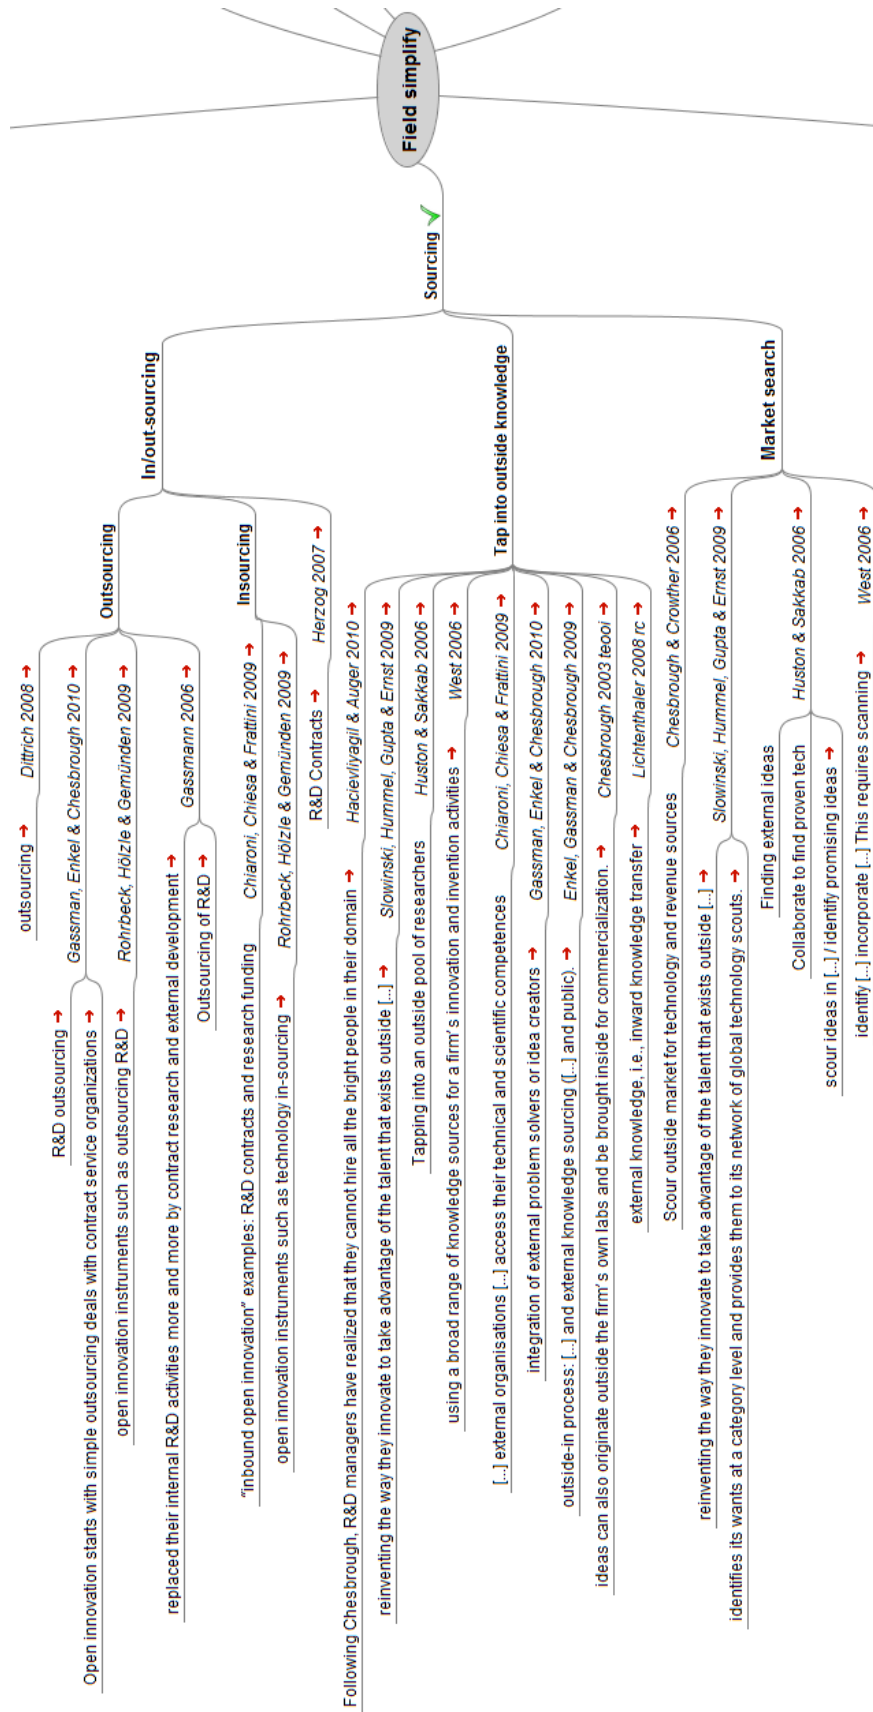 Field simplify
Sourcing
In/out-sourcing
Outsourcing
Dittrich 2008 ➔
outsourcing ➔
Gassman, Enkel & Chesbrough 2010 ➔
R&D outsourcing ➔
Open innovation starts with simple outsourcing deals with contract service organizations ➔
Rohrbeck, Hölzle & Gemünden 2009 ➔
open innovation instruments such as outsourcing R&D ➔
Gassmann 2006 ➔
replaced their internal R&D activities more and more by contract research and external development ➔
Outsourcing of R&D ➔
Insourcing
Chiaroni, Chiesa & Frattini 2009 ➔
“inbound open innovation” examples: R&D contracts and research funding
Rohrbeck, Hölzle & Gemünden 2009 ➔
open innovation instruments such as technology in-sourcing ➔
Herzog 2007 ➔
R&D Contracts ➔
Tap into outside knowledge
Hacievliyagil & Auger 2010 ➔
Following Chesbrough, R&D managers have realized that they cannot hire all the bright people in their domain ➔
Slowinski, Hummel, Gupta & Ernst 2009 ➔
reinventing the way they innovate to take advantage of the talent that exists outside [...] ➔
Huston & Sakkab 2006 ➔
Tapping into an outside pool of researchers
West 2006 ➔
using a broad range of knowledge sources for a firm’s innovation and invention activities ➔
Chiaroni, Chiesa & Frattini 2009 ➔
[...] external organisations [...] access their technical and scientific competences
Gassman, Enkel & Chesbrough 2010 ➔
integration of external problem solvers or idea creators ➔
Enkel, Gassman & Chesbrough 2009 ➔
outside-in process: [...] and external knowledge sourcing ([...] and public). ➔
Chesbrough 2003 teooi ➔
ideas can also originate outside the firm’s own labs and be brought inside for commercialization. ➔
Lichtenthaler 2008 rc ➔
external knowledge, i.e., inward knowledge transfer ➔
Market search
Chesbrough & Crowther 2006 ➔
Scour outside market for technology and revenue sources
Slowinski, Hummel, Gupta & Ernst 2009 ➔
reinventing the way they innovate to take advantage of the talent that exists outside [...] ➔
identifies its wants at a category level and provides them to its network of global technology scouts. ➔
Huston & Sakkab 2006 ➔
Finding external ideas
Collaborate to find proven tech
scour ideas in [...] / identify promising ideas ➔
West 2006 ➔
identify [...] incorporate [...] This requires scanning ➔